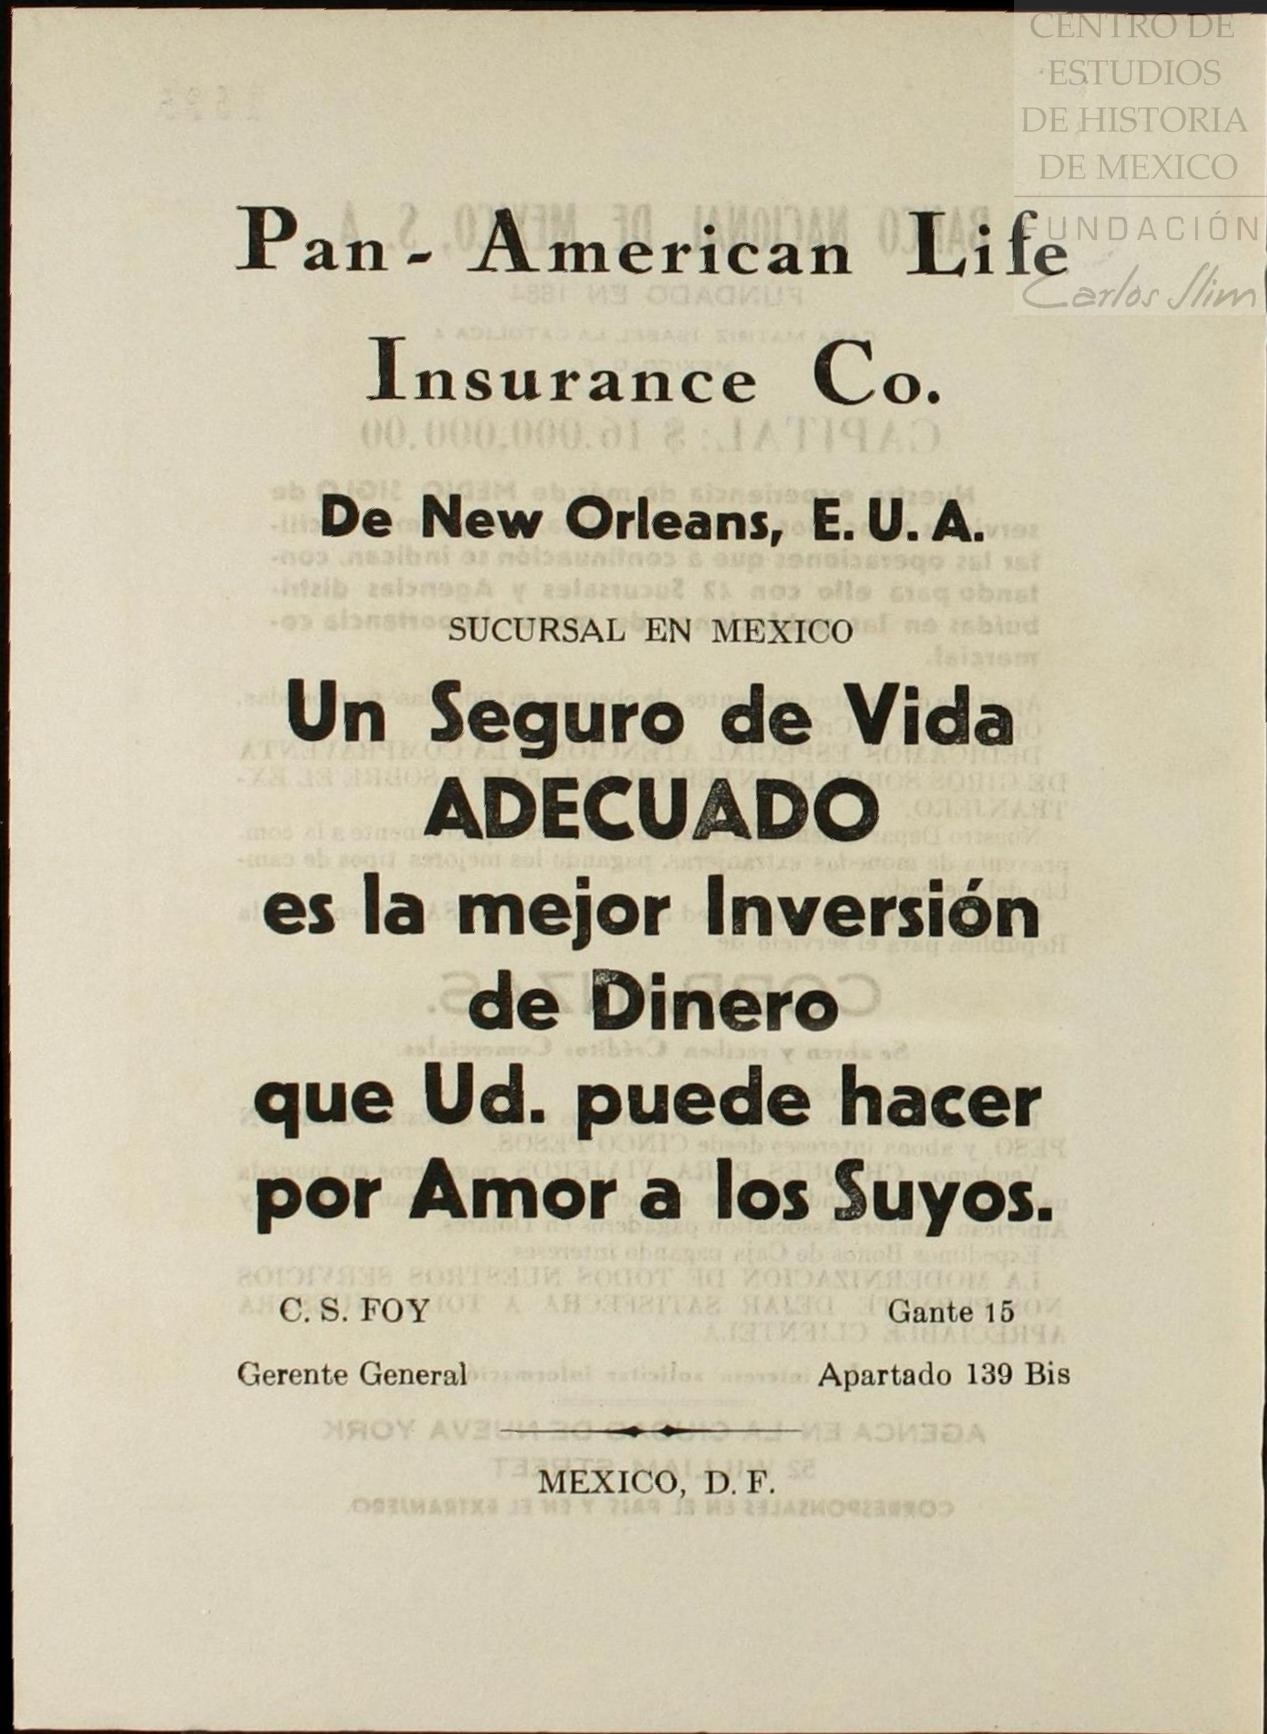 CENTRO DE
ESTUDIOS
DE HISTORIA
DE MEXICO
FUNDACIÓN
Carlos Slim
Pan - American Life
Insurance Co.
De New Orleans, E. U. A.
SUCURSAL EN MEXICO
Un Seguro de Vida
ADECUADO
es la mejor Inversión
de Dinero
que Ud. puede hacer
por Amor a los Suyos.
C. S. FOY Gante 15
Gerente General Apartado 139 Bis
MEXICO, D. F.